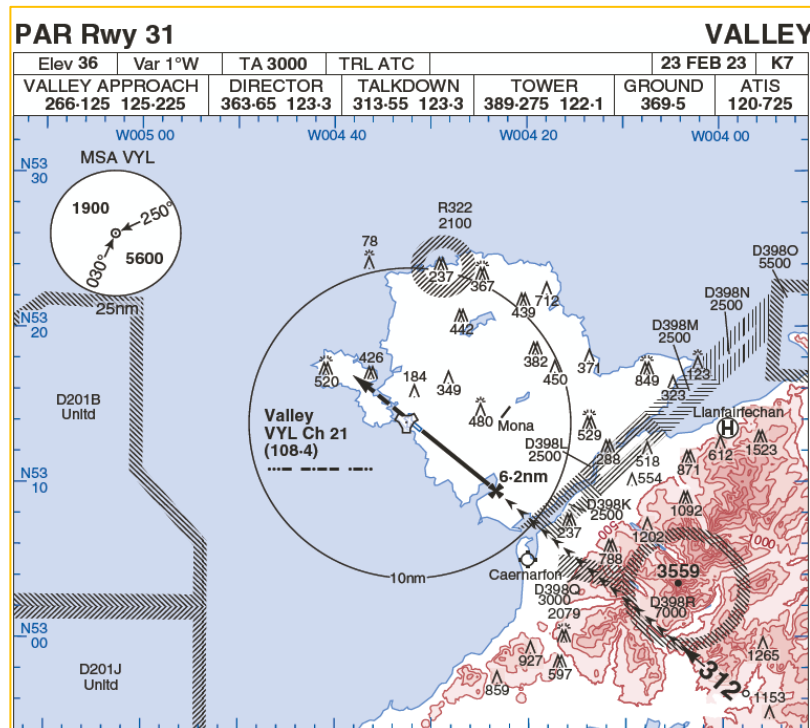 PAR Rwy 31 VALLEY
Elev 36 Var 1°W TA 3000 TRL ATC 23 FEB 23 K7
VALLEY APPROACH DIRECTOR TALKDOWN TOWER GROUND ATIS
266·125 125·225 363·65 123·3 313·55 123·3 389·275 122·1 369·5 120·725
W005 00 W004 40 W004 20 W004 00
N53
30
MSA VYL
1900
250°
030°
5600
25nm
R322
2100
78
237
367
712
439
442
D398O
5500
D398N
2500
D398M
2500
N53
20
426
520
184
349
382
450
371
849
323
123
Llanfairfechan
H
D201B
Unltd
Valley
VYL Ch 21
(108·4)
480
Mona
529
D398L
2500
288
518
554
612
1523
871
N53
10
6·2nm
D398K
2500
237
1092
500
1000
1202
788
3559
Caernarfon
10nm
D398Q
3000
D398R
7000
2079
N53
00
927
597
859
312°
1265
1153
D201J
Unltd